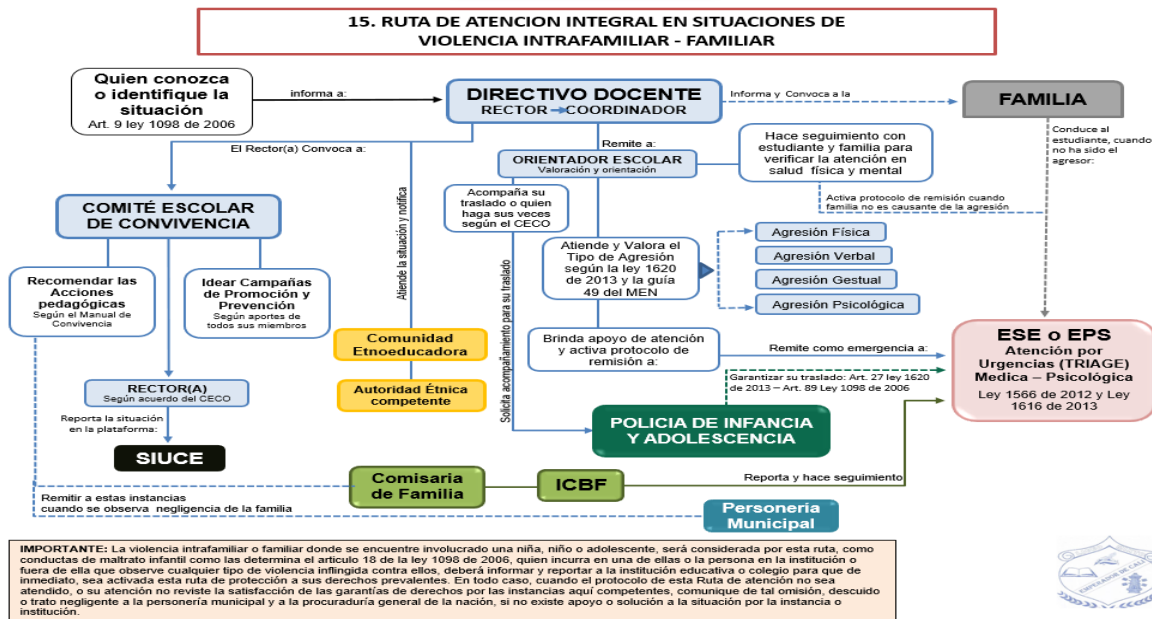 15. RUTA DE ATENCION INTEGRAL EN SITUACIONES DE
VIOLENCIA INTRAFAMILIAR - FAMILIAR
Quien conozca
o identifique la
situación
Art. 9 ley 1098 de 2006
informa a:
DIRECTIVO DOCENTE
RECTOR COORDINADOR
Informa y Convoca a la
FAMILIA
Conduce al
estudiante, cuando
no ha sido el
agresor:
El Rector(a) Convoca a:
Remite a:
ORIENTADOR ESCOLAR
Valoración y orientación
Hace seguimiento con
estudiante y familia para
verificar la atención en
salud física y mental
Activa protocolo de remisión cuando
familia no es causante de la agresión
COMITÉ ESCOLAR
DE CONVIVENCIA
Atiende la situación y notifica
Acompaña su
traslado o quien
haga sus veces
según el CECO
Atiende y Valora el
Tipo de Agresión
según la ley 1620
de 2013 y la guía
49 del MEN
Agresión Física
Agresión Verbal
Agresión Gestual
Agresión Psicológica
Recomendar las
Acciones
pedagógicas
Según el Manual de
Convivencia
Idear Campañas
de Promoción y
Prevención
Según aportes de
todos sus miembros
Solicita acompañamiento para su traslado
Comunidad
Etnoeducadora
Autoridad Étnica
competente
Brinda apoyo de atención
y activa protocolo de
remisión a:
Remite como emergencia a:
ESE o EPS
Atención por
Urgencias (TRIAGE)
Medica – Psicológica
Ley 1566 de 2012 y Ley
1616 de 2013
Garantizar su traslado: Art. 27 ley 1620
de 2013 – Art. 89 Ley 1098 de 2006
RECTOR(A)
Según acuerdo del CECO
Reporta la situación
en la plataforma:
SIUCE
POLICIA DE INFANCIA
Y ADOLESCENCIA
Comisaria
de Familia
ICBF
Reporta y hace seguimiento
Remitir a estas instancias
cuando se observa negligencia de la familia
Personería
Municipal
IMPORTANTE: La violencia intrafamiliar o familiar donde se encuentre involucrado una niña, niño o adolescente, será considerada por esta ruta, como
conductas de maltrato infantil como las determina el articulo 18 de la ley 1098 de 2006, quien incurra en una de ellas o la persona en la institución o
fuera de ella que observe cualquier tipo de violencia inflingida contra ellos, deberá informar y reportar a la institución educativa o colegio para que de
inmediato, sea activada esta ruta de protección a sus derechos prevalentes. En todo caso, cuando el protocolo de esta Ruta de atención no sea
atendido, o su atención no reviste la satisfacción de las garantías de derechos por las instancias aquí competentes, comunique de tal omisión, descuido
o trato negligente a la personería municipal y a la procuraduría general de la nación, si no existe apoyo o solución a la situación por la instancia o
institución.